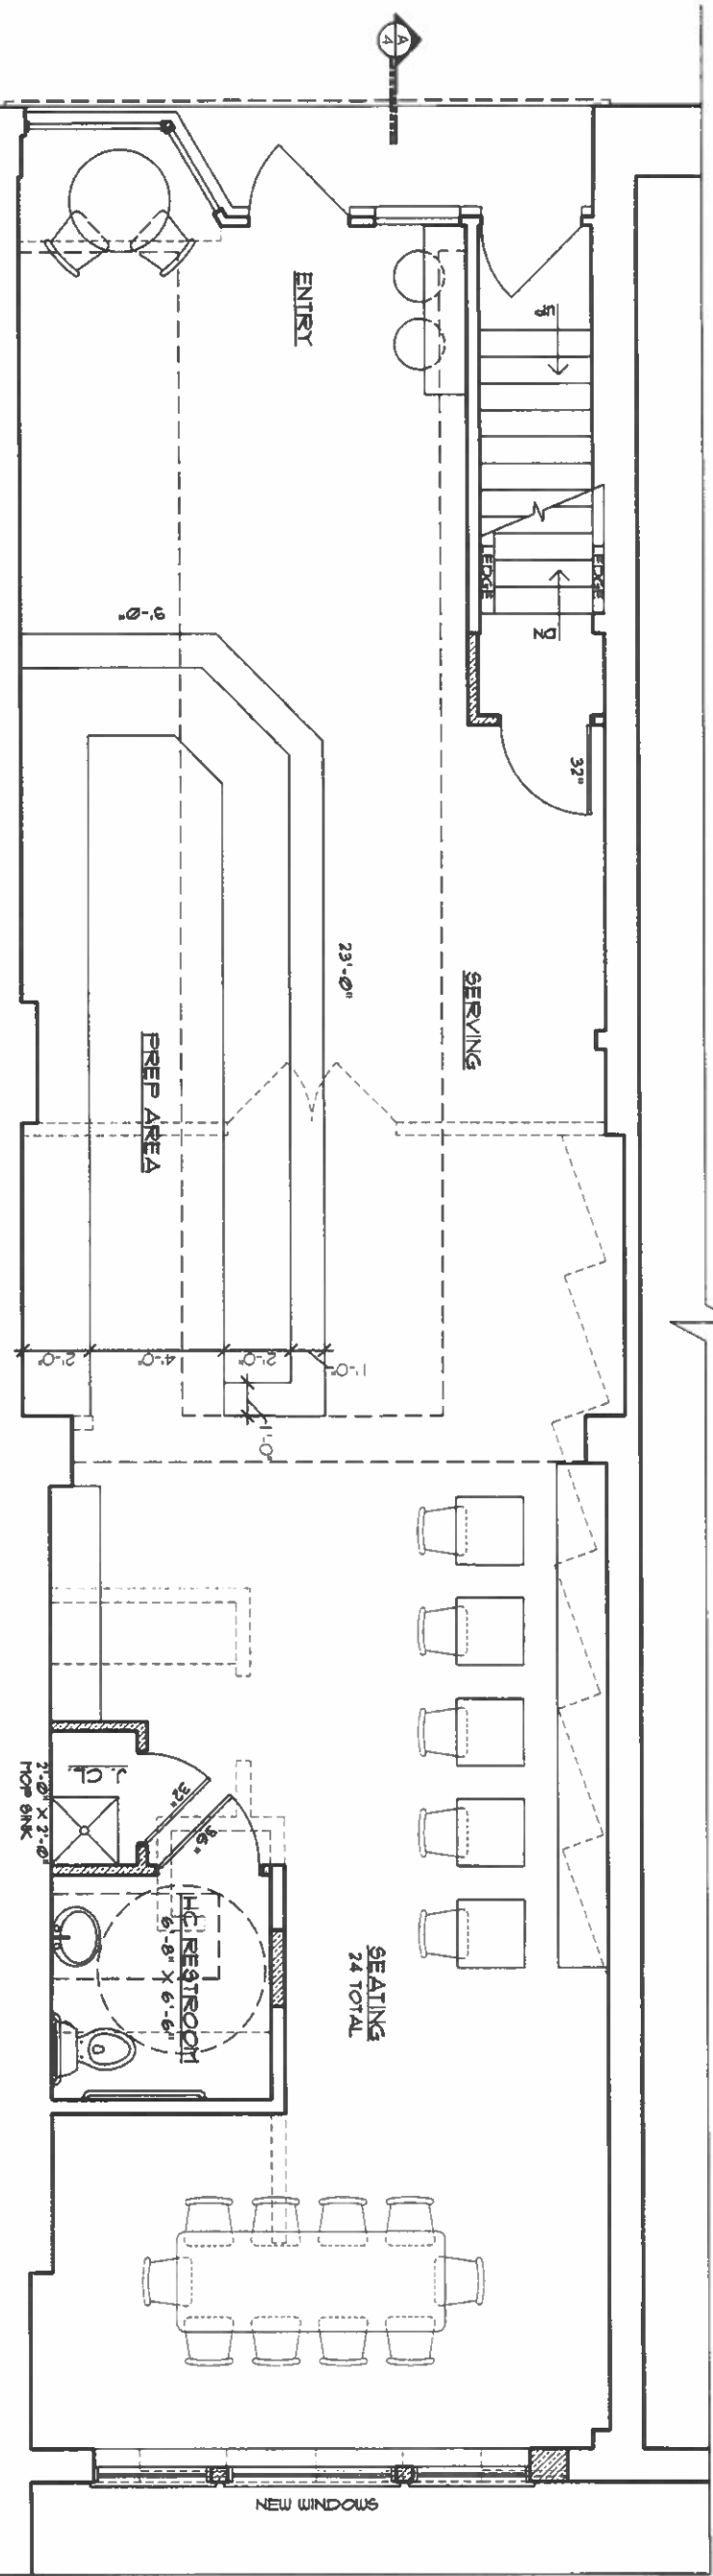 A
4
ENTRY
UP
LEDGE
LEDGE
DN
9'-0"
32"
23'-0"
SERVING
PREP AREA
2'-0"
4'-0"
2'-0"
1'-0"
1'-0"
J. CL.
2'-0" X 2'-0"
MOP SINK
32"
36"
HC RESTROOM
6'-8" X 6'-6"
SEATING
24 TOTAL
NEW WINDOWS